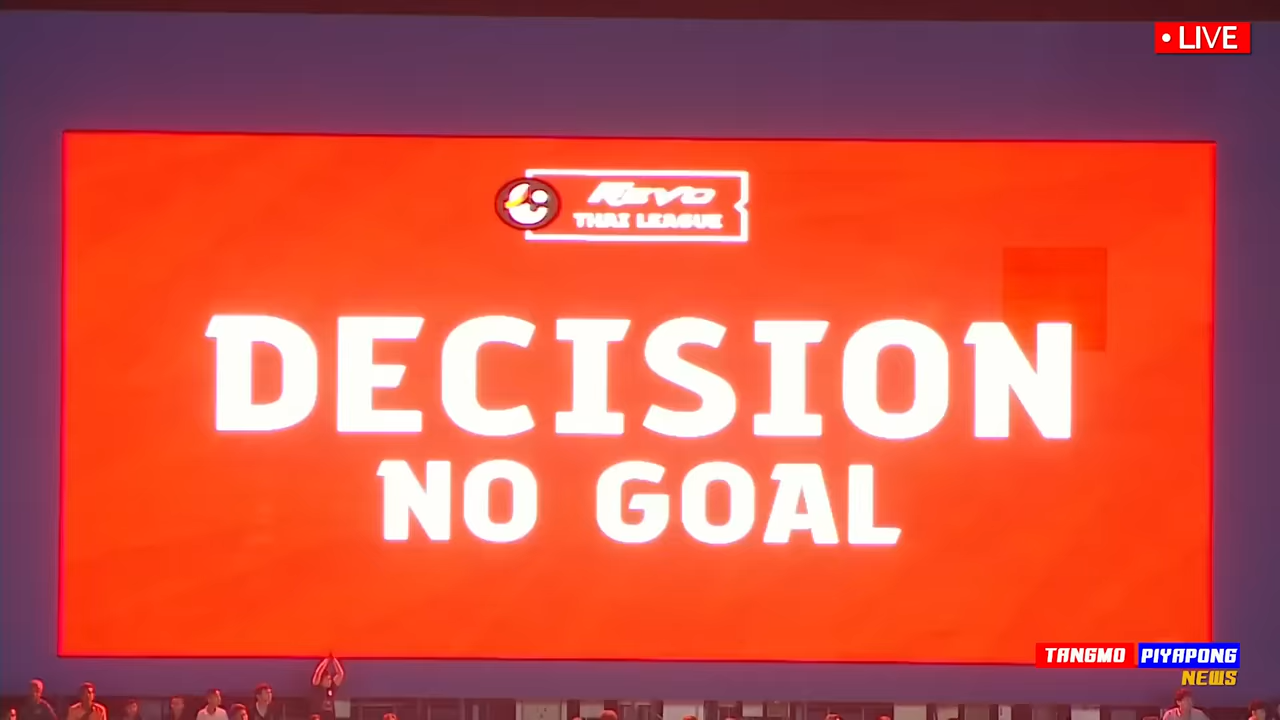 • LIVE
REVO
THAI LEAGUE
DECISION
NO GOAL
TANGMO PIYAPONG
NEWS